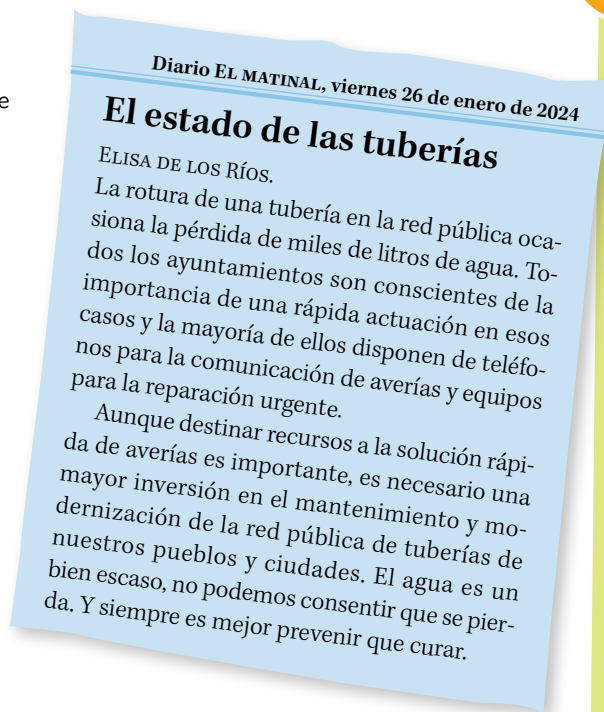 e
Diario EL MATINAL, viernes 26 de enero de 2024
El estado de las tuberías
ELISA DE LOS RÍOS.
La rotura de una tubería en la red pública oca-
siona la pérdida de miles de litros de agua. To-
dos los ayuntamientos son conscientes de la
importancia de una rápida actuación en esos
casos y la mayoría de ellos disponen de teléfo-
nos para la comunicación de averías y equipos
para la reparación urgente.
Aunque destinar recursos a la solución rápi-
da de averías es importante, es necesario una
mayor inversión en el mantenimiento y mo-
dernización de la red pública de tuberías de
nuestros pueblos y ciudades. El agua es un
bien escaso, no podemos consentir que se pier-
da. Y siempre es mejor prevenir que curar.